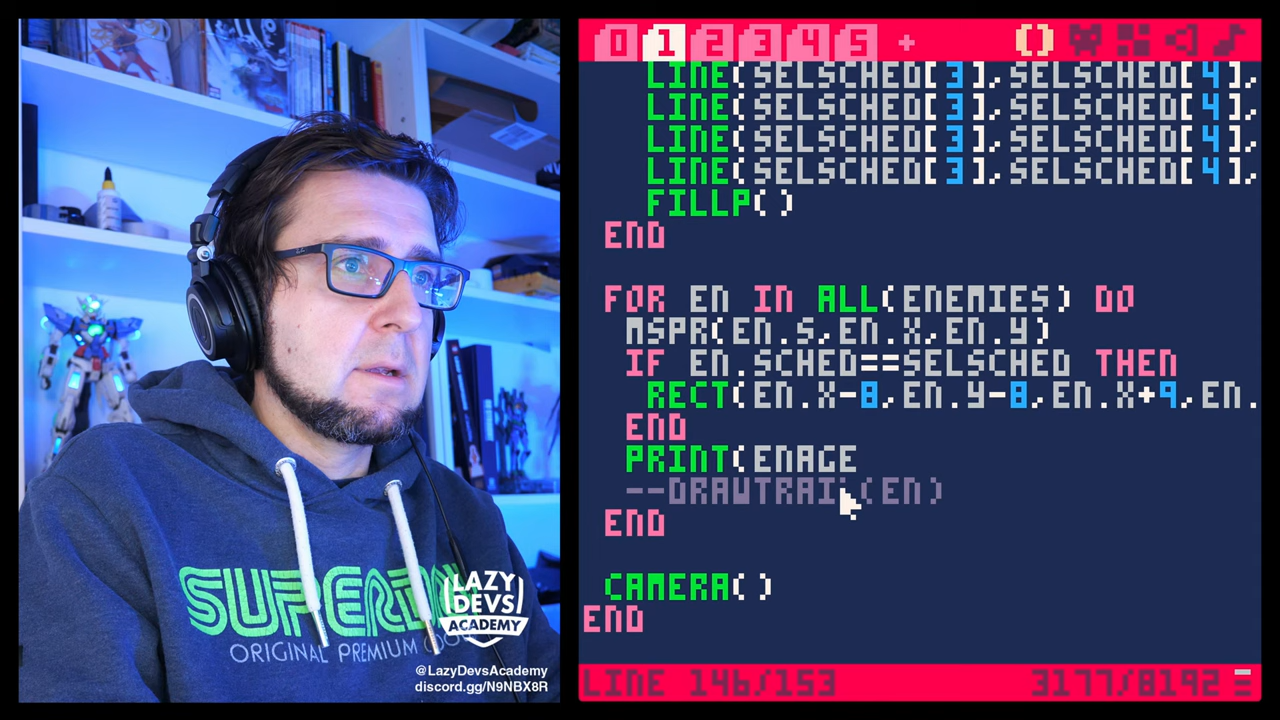 0 1 2 3 4 5 + ()
LINE(SELSCHED[3],SELSCHED[4],
LINE(SELSCHED[3],SELSCHED[4],
LINE(SELSCHED[3],SELSCHED[4],
LINE(SELSCHED[3],SELSCHED[4],
FILLP()
END
FOR EN IN ALL(ENEMIES) DO
MSPR(EN.S,EN.X,EN.Y)
IF EN.SCHED==SELSCHED THEN
RECT(EN.X-8,EN.Y-8,EN.X+9,EN.
END
PRINT(ENAGE
--DRAWTRAIL(EN)
END
CAMERA()
END
LINE 146/153 3177/8192
ORIGINAL PREMIUM
LAZY
DEVS
ACADEMY
@LazyDevsAcademy
discord.gg/N9NBX8R